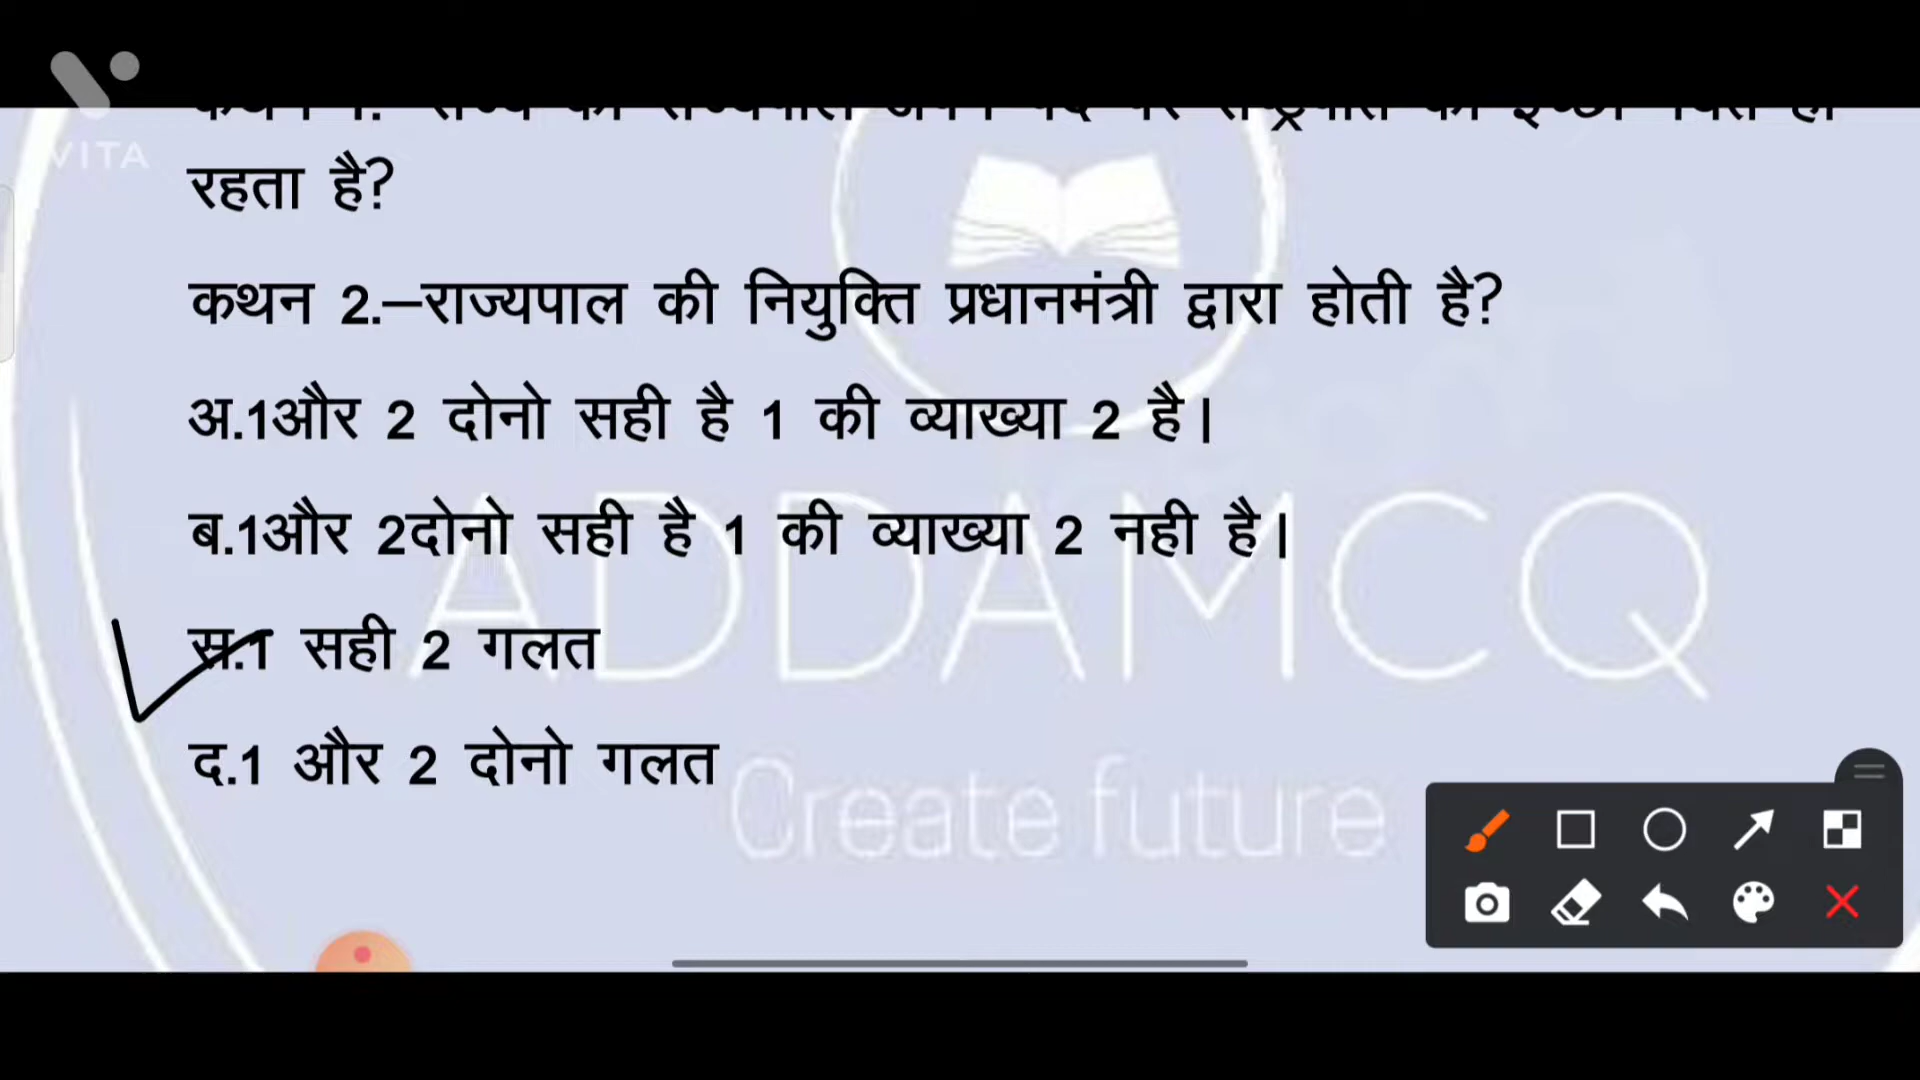 VITA
रहता है?
कथन 2.–राज्यपाल की नियुक्ति प्रधानमंत्री द्वारा होती है?
अ.1और 2 दोनो सही है 1 की व्याख्या 2 है।
ब.1और 2दोनो सही है 1 की व्याख्या 2 नही है।
स.1 सही 2 गलत
द.1 और 2 दोनो गलत
ADDAMCQ
Create future